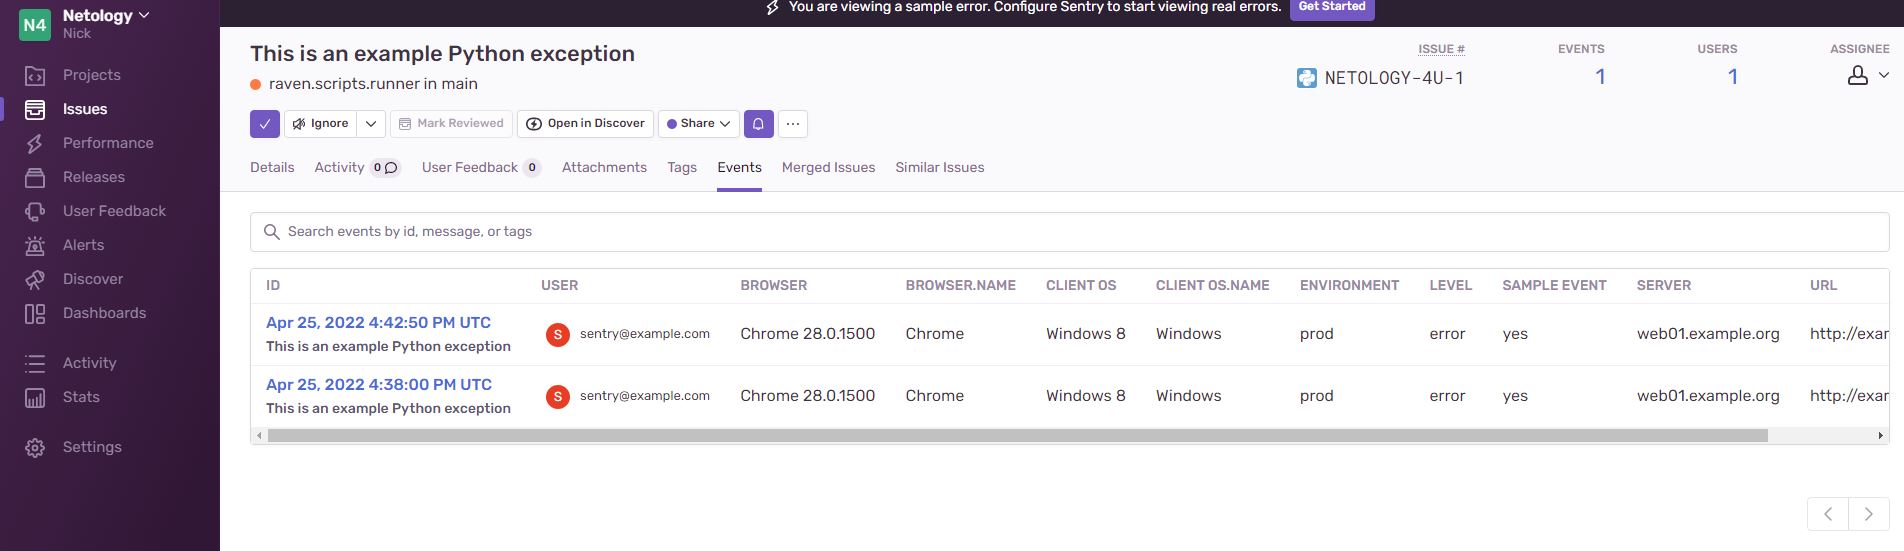 N4 Netology
Nick
Projects
Issues
Performance
Releases
User Feedback
Alerts
Discover
Dashboards
Activity
Stats
Settings
You are viewing a sample error. Configure Sentry to start viewing real errors. Get Started
This is an example Python exception
raven.scripts.runner in main
ISSUE # EVENTS USERS ASSIGNEE
NETOLOGY-4U-1 1 1
Ignore Mark Reviewed Open in Discover Share ...
Details Activity 0 User Feedback 0 Attachments Tags Events Merged Issues Similar Issues
Search events by id, message, or tags
ID USER BROWSER BROWSER.NAME CLIENT OS CLIENT OS.NAME ENVIRONMENT LEVEL SAMPLE EVENT SERVER URL
Apr 25, 2022 4:42:50 PM UTC
This is an example Python exception
S sentry@example.com Chrome 28.0.1500 Chrome Windows 8 Windows prod error yes web01.example.org http://exar
Apr 25, 2022 4:38:00 PM UTC
This is an example Python exception
S sentry@example.com Chrome 28.0.1500 Chrome Windows 8 Windows prod error yes web01.example.org http://exar